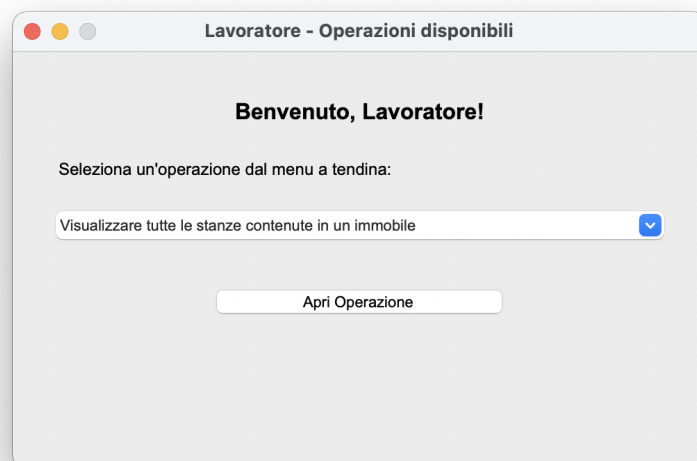 Lavoratore - Operazioni disponibili
Benvenuto, Lavoratore!
Seleziona un'operazione dal menu a tendina:
Visualizzare tutte le stanze contenute in un immobile
Apri Operazione